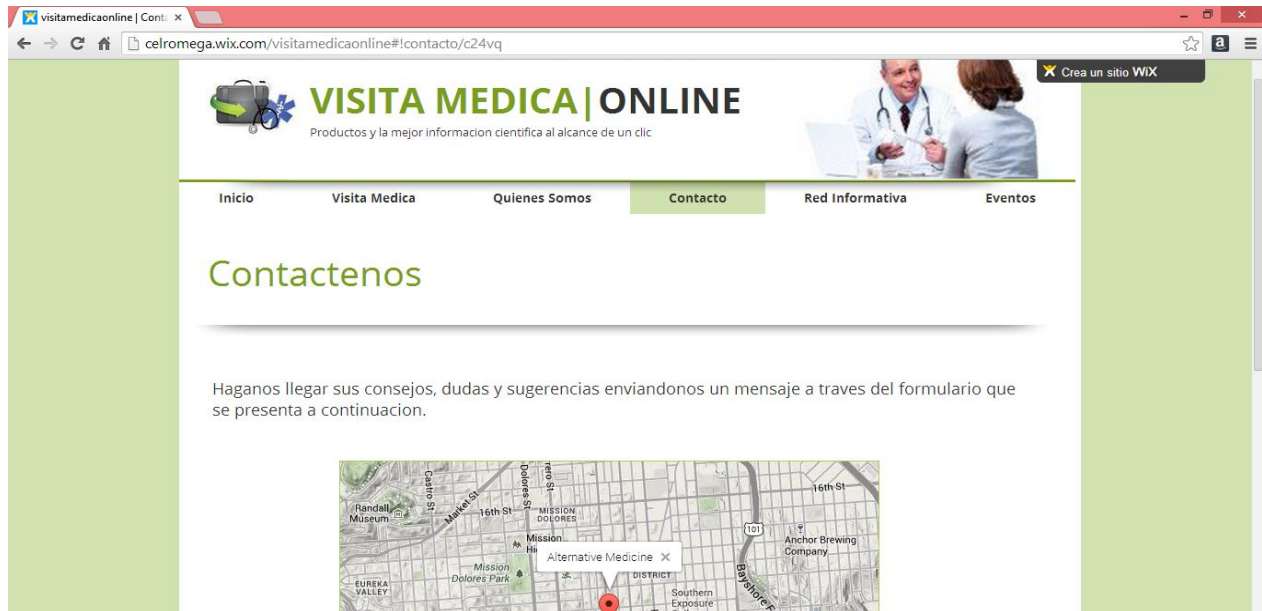 visitamedicaonline | Conta
celromega.wix.com/visitamedicaonline#!contacto/c24vq
Crea un sitio WiX
VISITA MEDICA|ONLINE
Productos y la mejor informacion cientifica al alcance de un clic
Inicio Visita Medica Quienes Somos Contacto Red Informativa Eventos
Contactenos
Haganos llegar sus consejos, dudas y sugerencias enviandonos un mensaje a traves del formulario que
se presenta a continuacion.
Castro St
Dolores St
16th St
Randall
Museum
Market St
16th St
MISSION
DOLORES
101
Anchor Brewing
Company
Mission
Alternative Medicine
Mission
Dolores Park
DISTRICT
EUREKA
VALLEY
Bayshore
Southern
Exposure